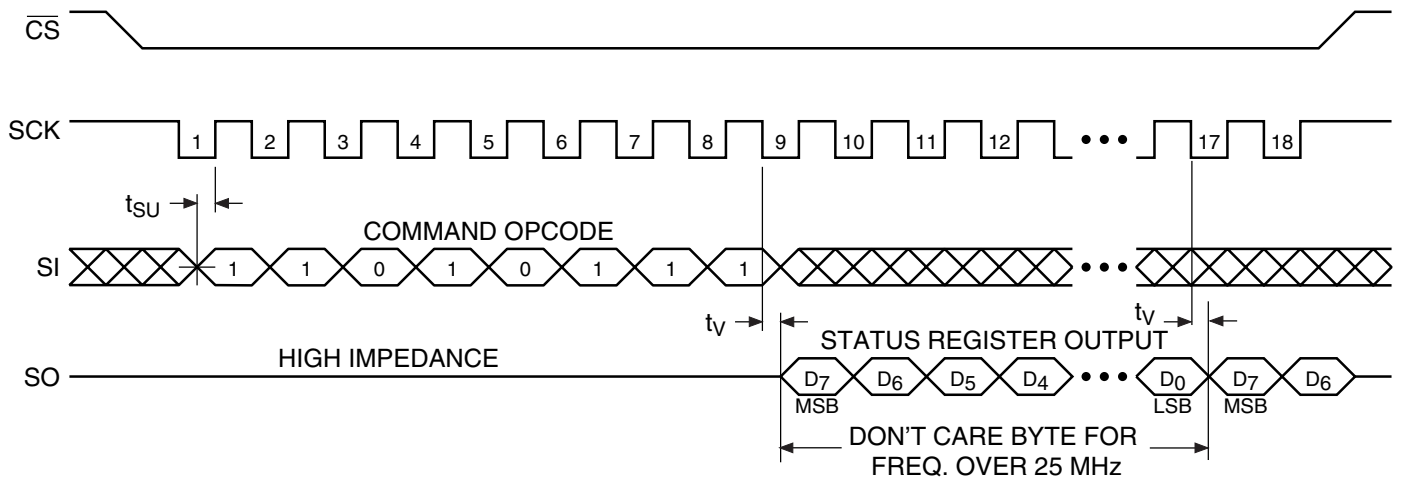 CS
SCK 1 2 3 4 5 6 7 8 9 10 11 12 ••• 17 18
tSU
COMMAND OPCODE
SI 1 1 0 1 0 1 1 1 •••
tV tV
HIGH IMPEDANCE STATUS REGISTER OUTPUT
SO D7 D6 D5 D4 ••• D0 D7 D6
MSB LSB MSB
DON'T CARE BYTE FOR
FREQ. OVER 25 MHz